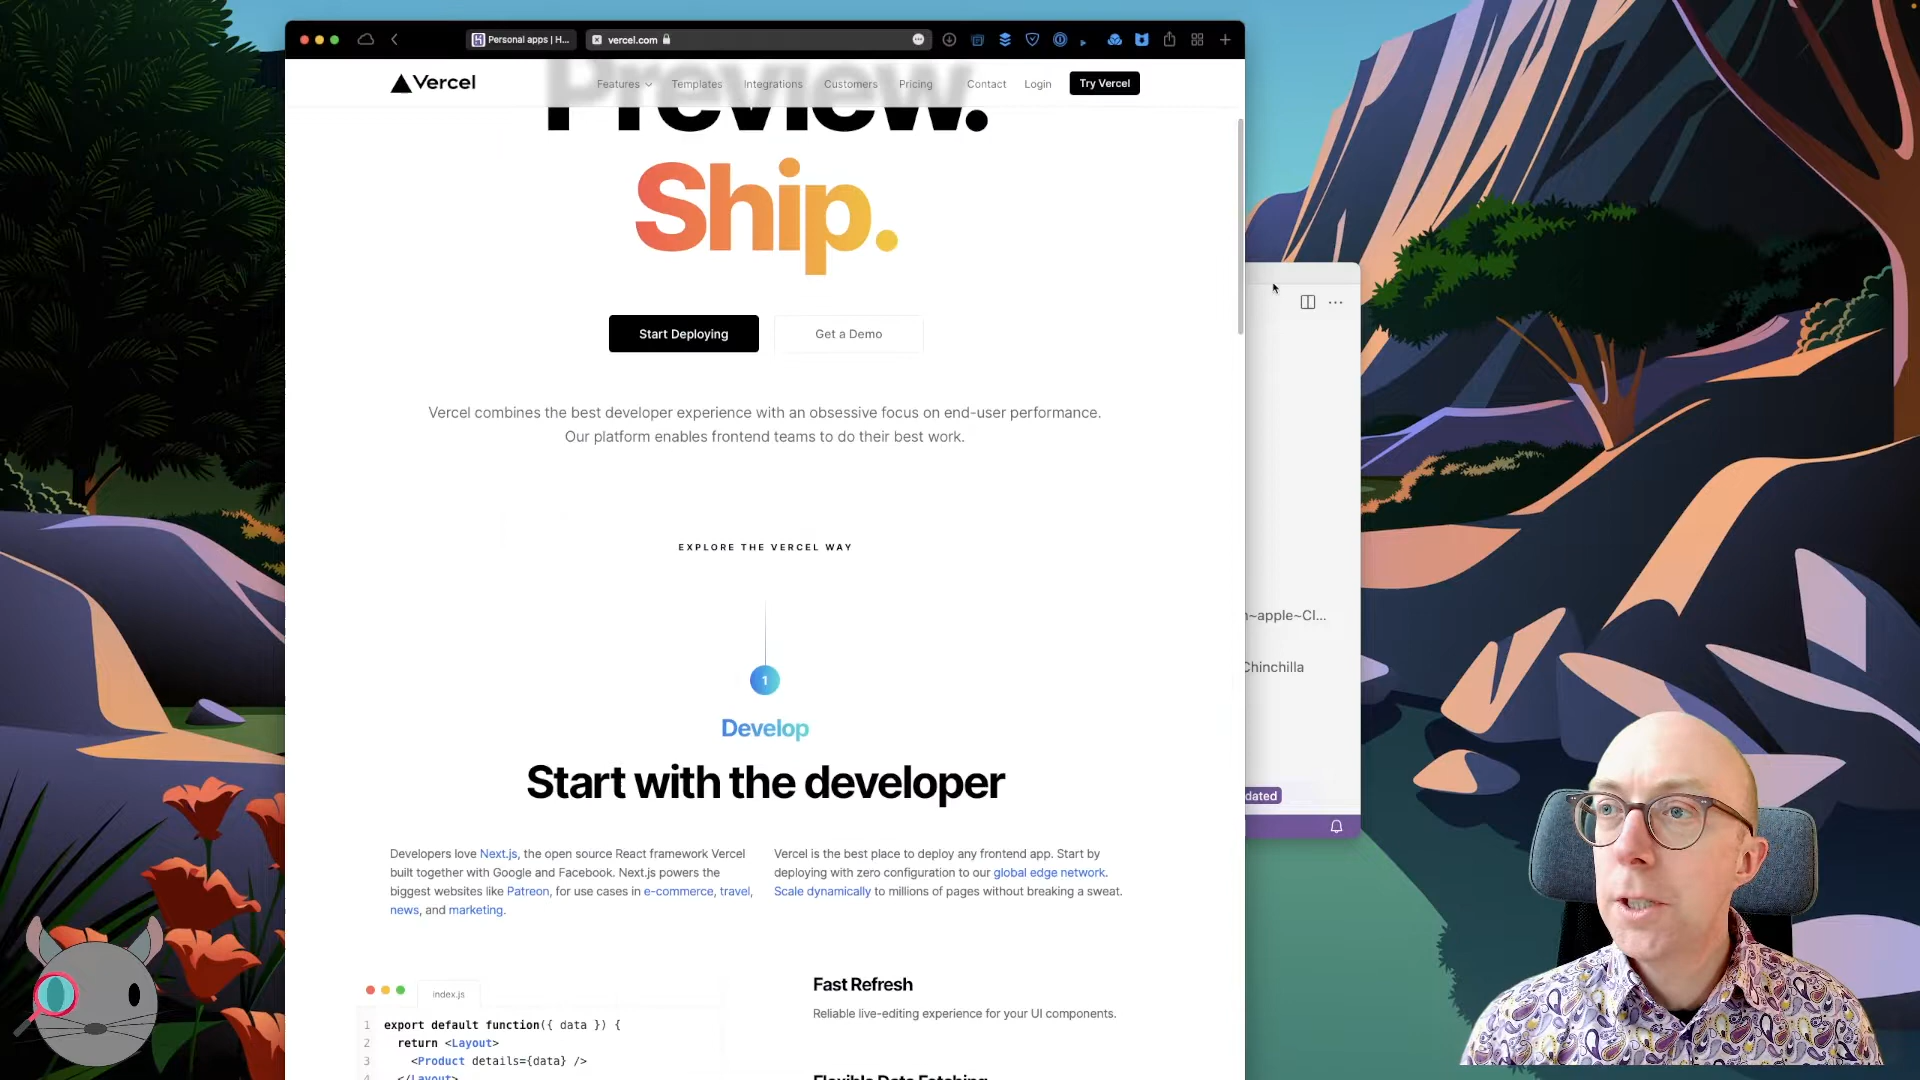 Personal apps | H...
vercel.com
Vercel
Features
Templates
Integrations
Customers
Pricing
Contact
Login
Try Vercel
Preview.
Ship.
Start Deploying
Get a Demo
Vercel combines the best developer experience with an obsessive focus on end-user performance.
Our platform enables frontend teams to do their best work.
EXPLORE THE VERCEL WAY
1
Develop
Start with the developer
Developers love Next.js, the open source React framework Vercel
built together with Google and Facebook. Next.js powers the
biggest websites like Patreon, for use cases in e-commerce, travel,
news, and marketing.
Vercel is the best place to deploy any frontend app. Start by
deploying with zero configuration to our global edge network.
Scale dynamically to millions of pages without breaking a sweat.
index.js
1 export default function({ data }) {
2 return <Layout>
3 <Product details={data} />
4 </Layout>
Fast Refresh
Reliable live-editing experience for your UI components.
Flexible Data Fetching
~apple~Cl...
Chinchilla
dated